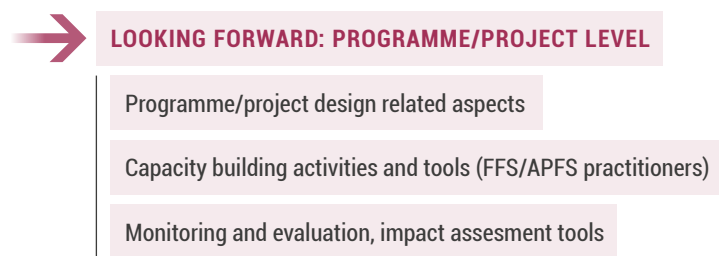 LOOKING FORWARD: PROGRAMME/PROJECT LEVEL
Programme/project design related aspects
Capacity building activities and tools (FFS/APFS practitioners)
Monitoring and evaluation, impact assesment tools